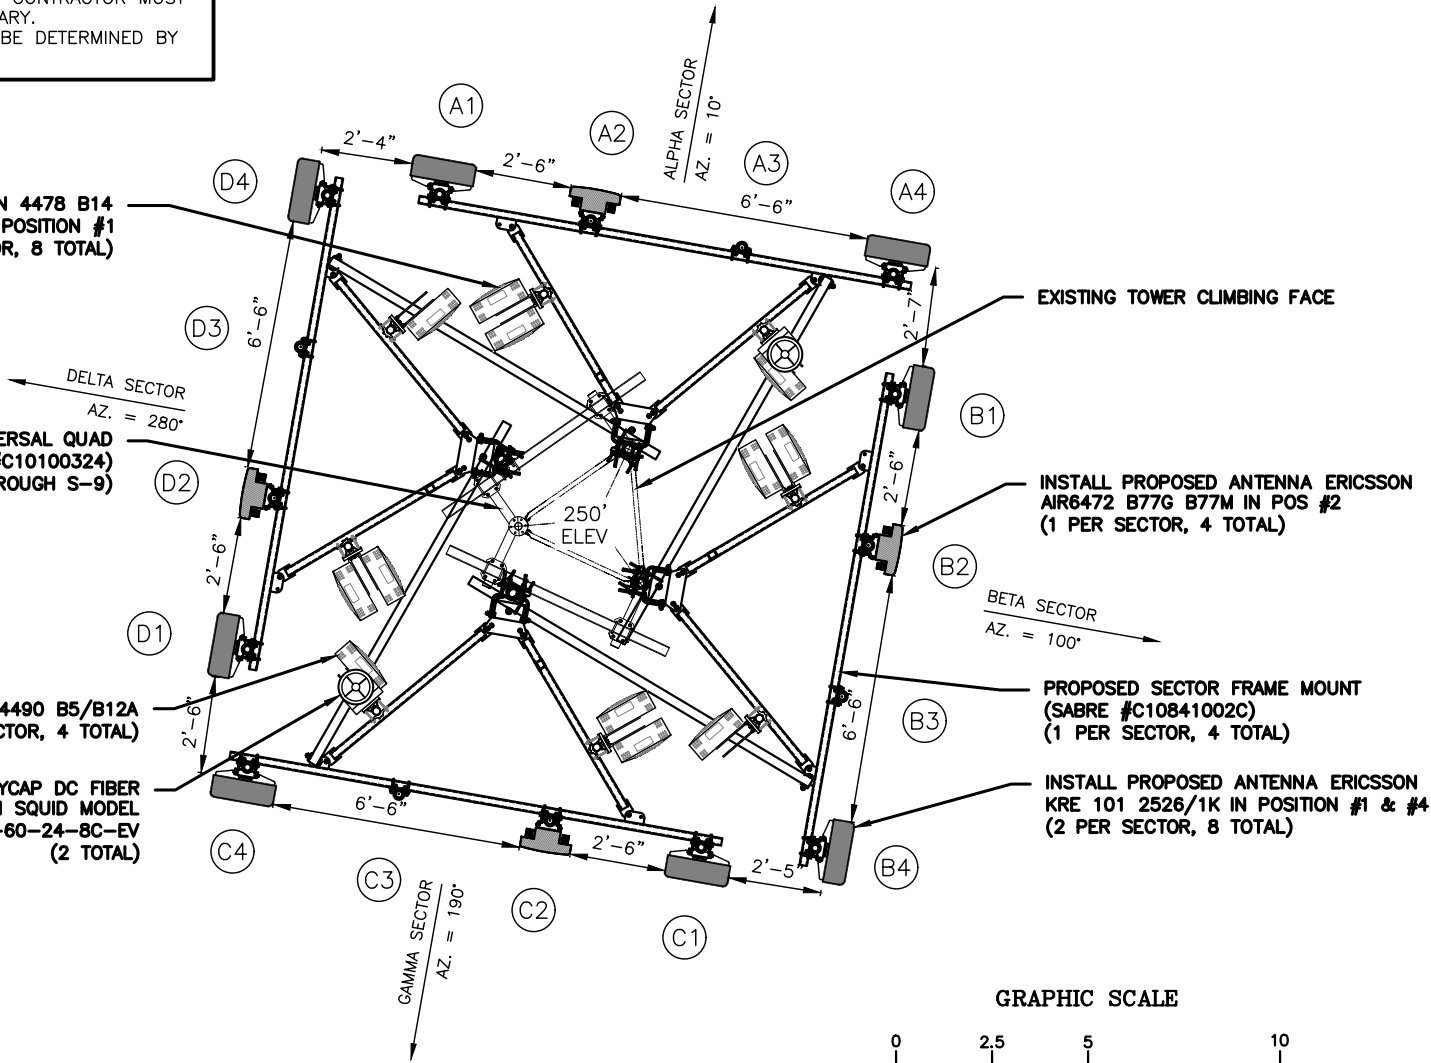 CONTRACTOR MUST
ARY.
BE DETERMINED BY
ALPHA SECTOR
AZ. = 10°
A1
A2
A3
A4
2'-4"
2'-6"
6'-6"
2'-7"
D4
N 4478 B14
POSITION #1
OR, 8 TOTAL)
D3
6'-6"
EXISTING TOWER CLIMBING FACE
DELTA SECTOR
AZ. = 280°
B1
ERSAL QUAD
#C10100324)
ROUGH S-9)
D2
2'-6"
250'
ELEV
2'-6"
INSTALL PROPOSED ANTENNA ERICSSON
AIR6472 B77G B77M IN POS #2
(1 PER SECTOR, 4 TOTAL)
B2
BETA SECTOR
AZ. = 100°
D1
2'-6"
4490 B5/B12A
CTOR, 4 TOTAL)
PROPOSED SECTOR FRAME MOUNT
(SABRE #C10841002C)
(1 PER SECTOR, 4 TOTAL)
B3
6'-6"
YCAP DC FIBER
SQUID MODEL
-60-24-8C-EV
(2 TOTAL)
INSTALL PROPOSED ANTENNA ERICSSON
KRE 101 2526/1K IN POSITION #1 & #4
(2 PER SECTOR, 8 TOTAL)
6'-6"
2'-6"
2'-5"
C4
C3
C2
C1
B4
GAMMA SECTOR
AZ. = 190°
GRAPHIC SCALE
0 2.5 5 10